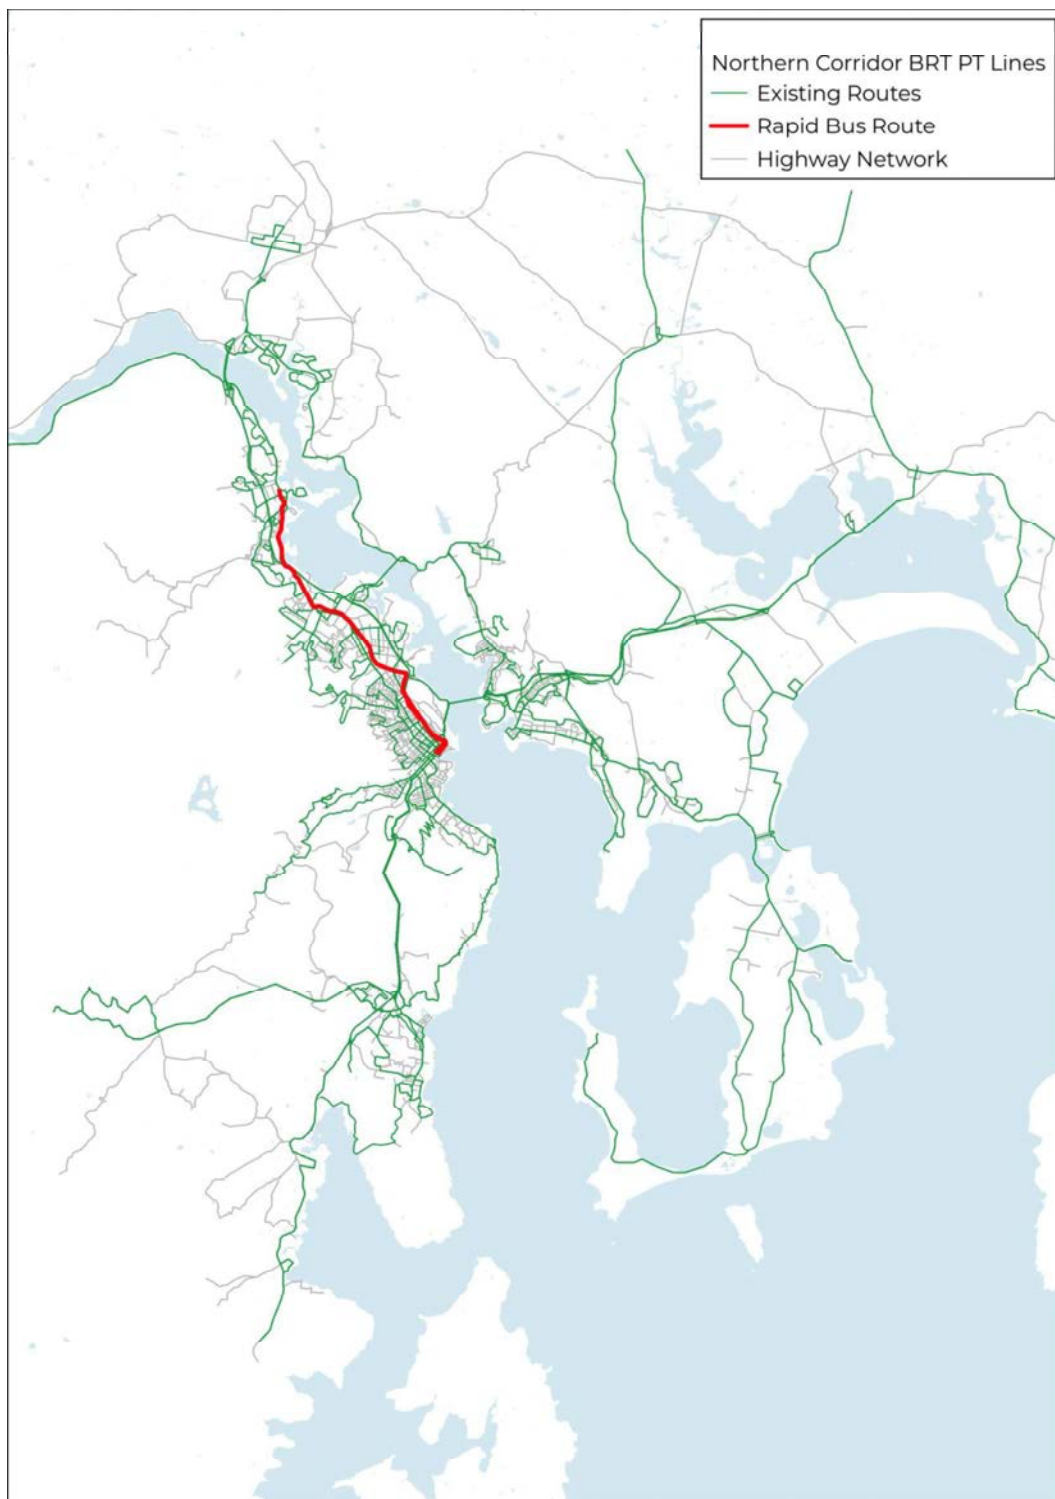 Northern Corridor BRT PT Lines
Existing Routes
Rapid Bus Route
Highway Network